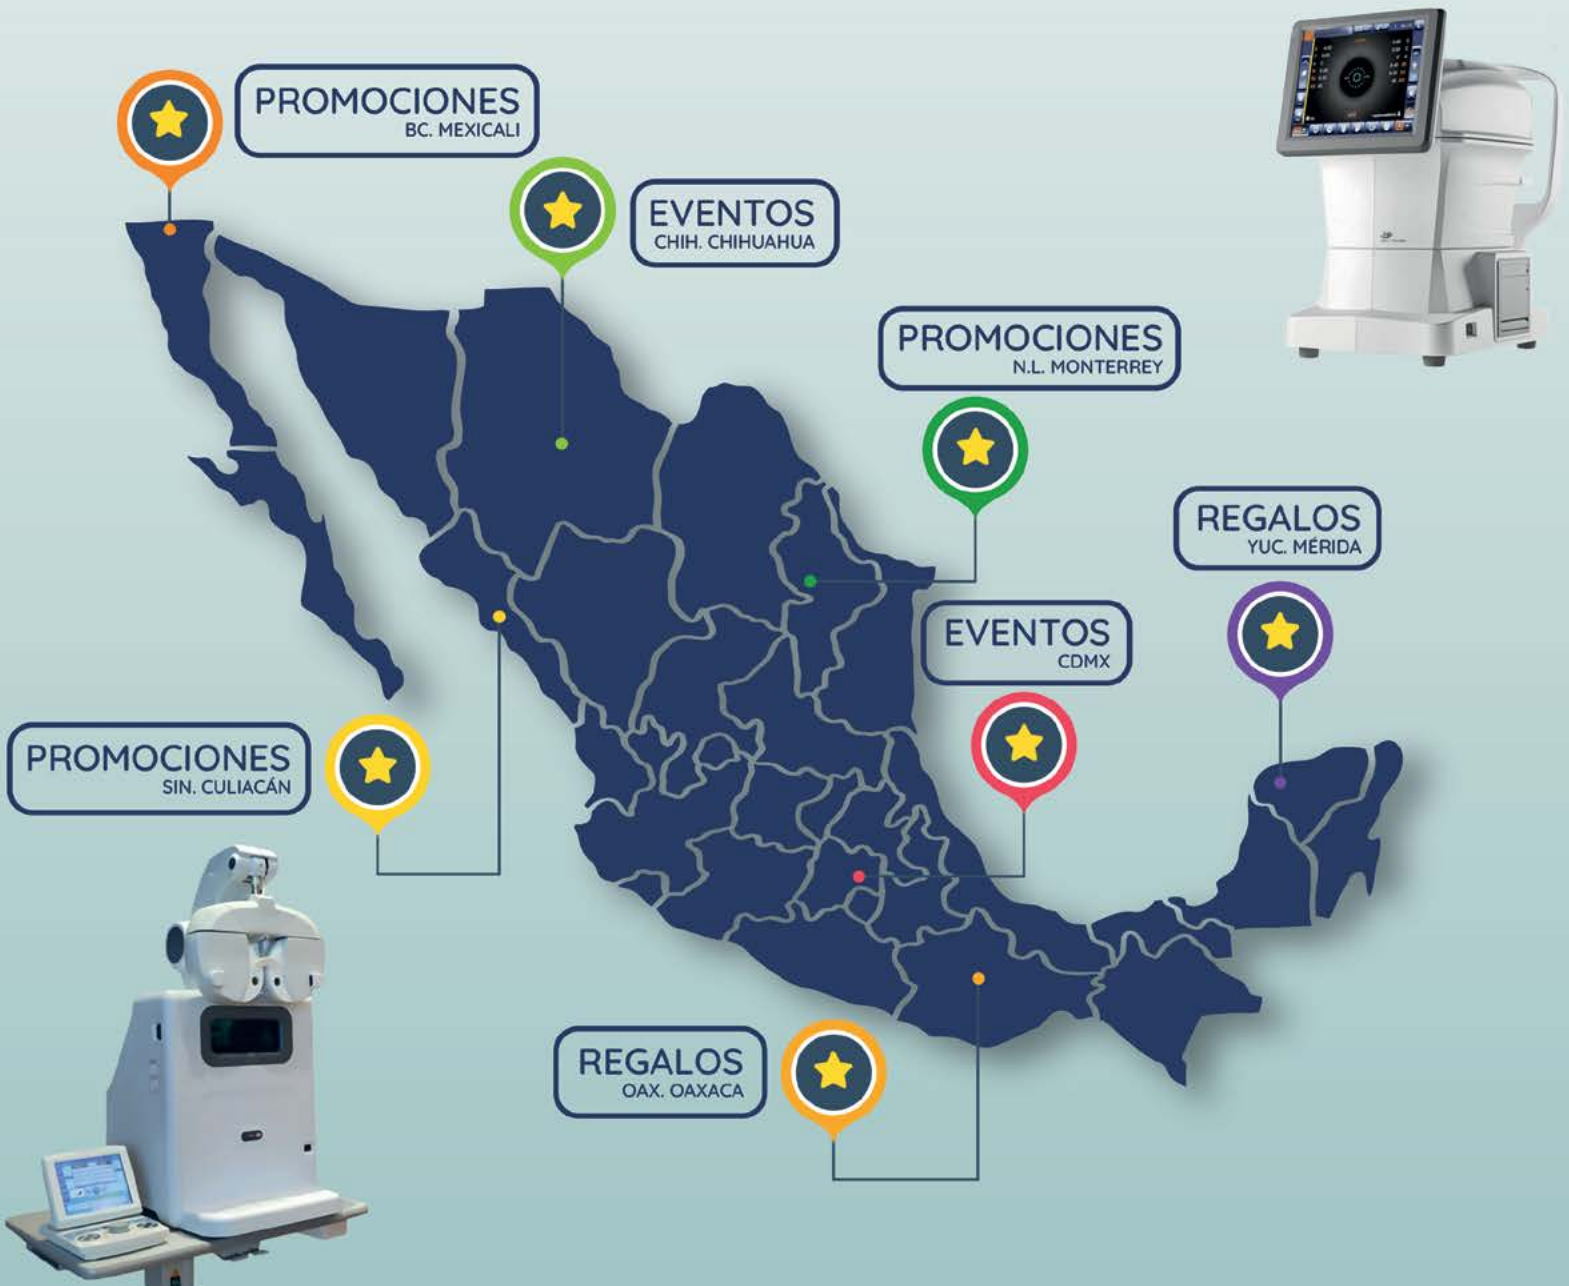 PROMOCIONES
BC. MEXICALI
EVENTOS
CHIH. CHIHUAHUA
PROMOCIONES
N.L. MONTERREY
REGALOS
YUC. MÉRIDA
EVENTOS
CDMX
PROMOCIONES
SIN. CULIACÁN
REGALOS
OAX. OAXACA